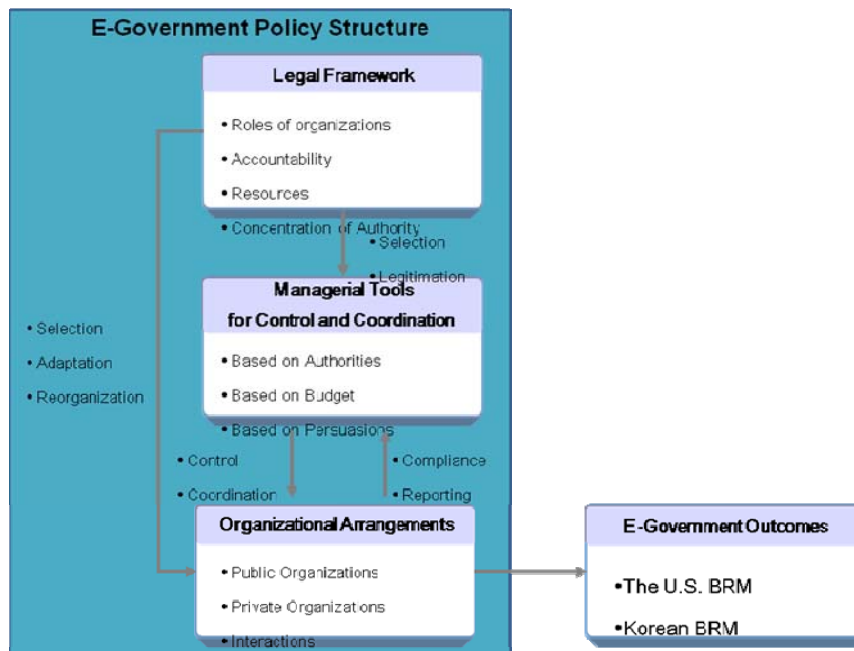 E-Government Policy Structure
Legal Framework
• Roles of organizations
• Accountability
• Resources
• Concentration of Authority
• Selection
• Legitimation
Managerial Tools
for Control and Coordination
• Based on Authorities
• Based on Budget
• Based on Persuasions
• Selection
• Adaptation
• Reorganization
• Control
• Coordination
• Compliance
• Reporting
Organizational Arrangements
• Public Organizations
• Private Organizations
• Interactions
E-Government Outcomes
•The U.S. BRM
•Korean BRM